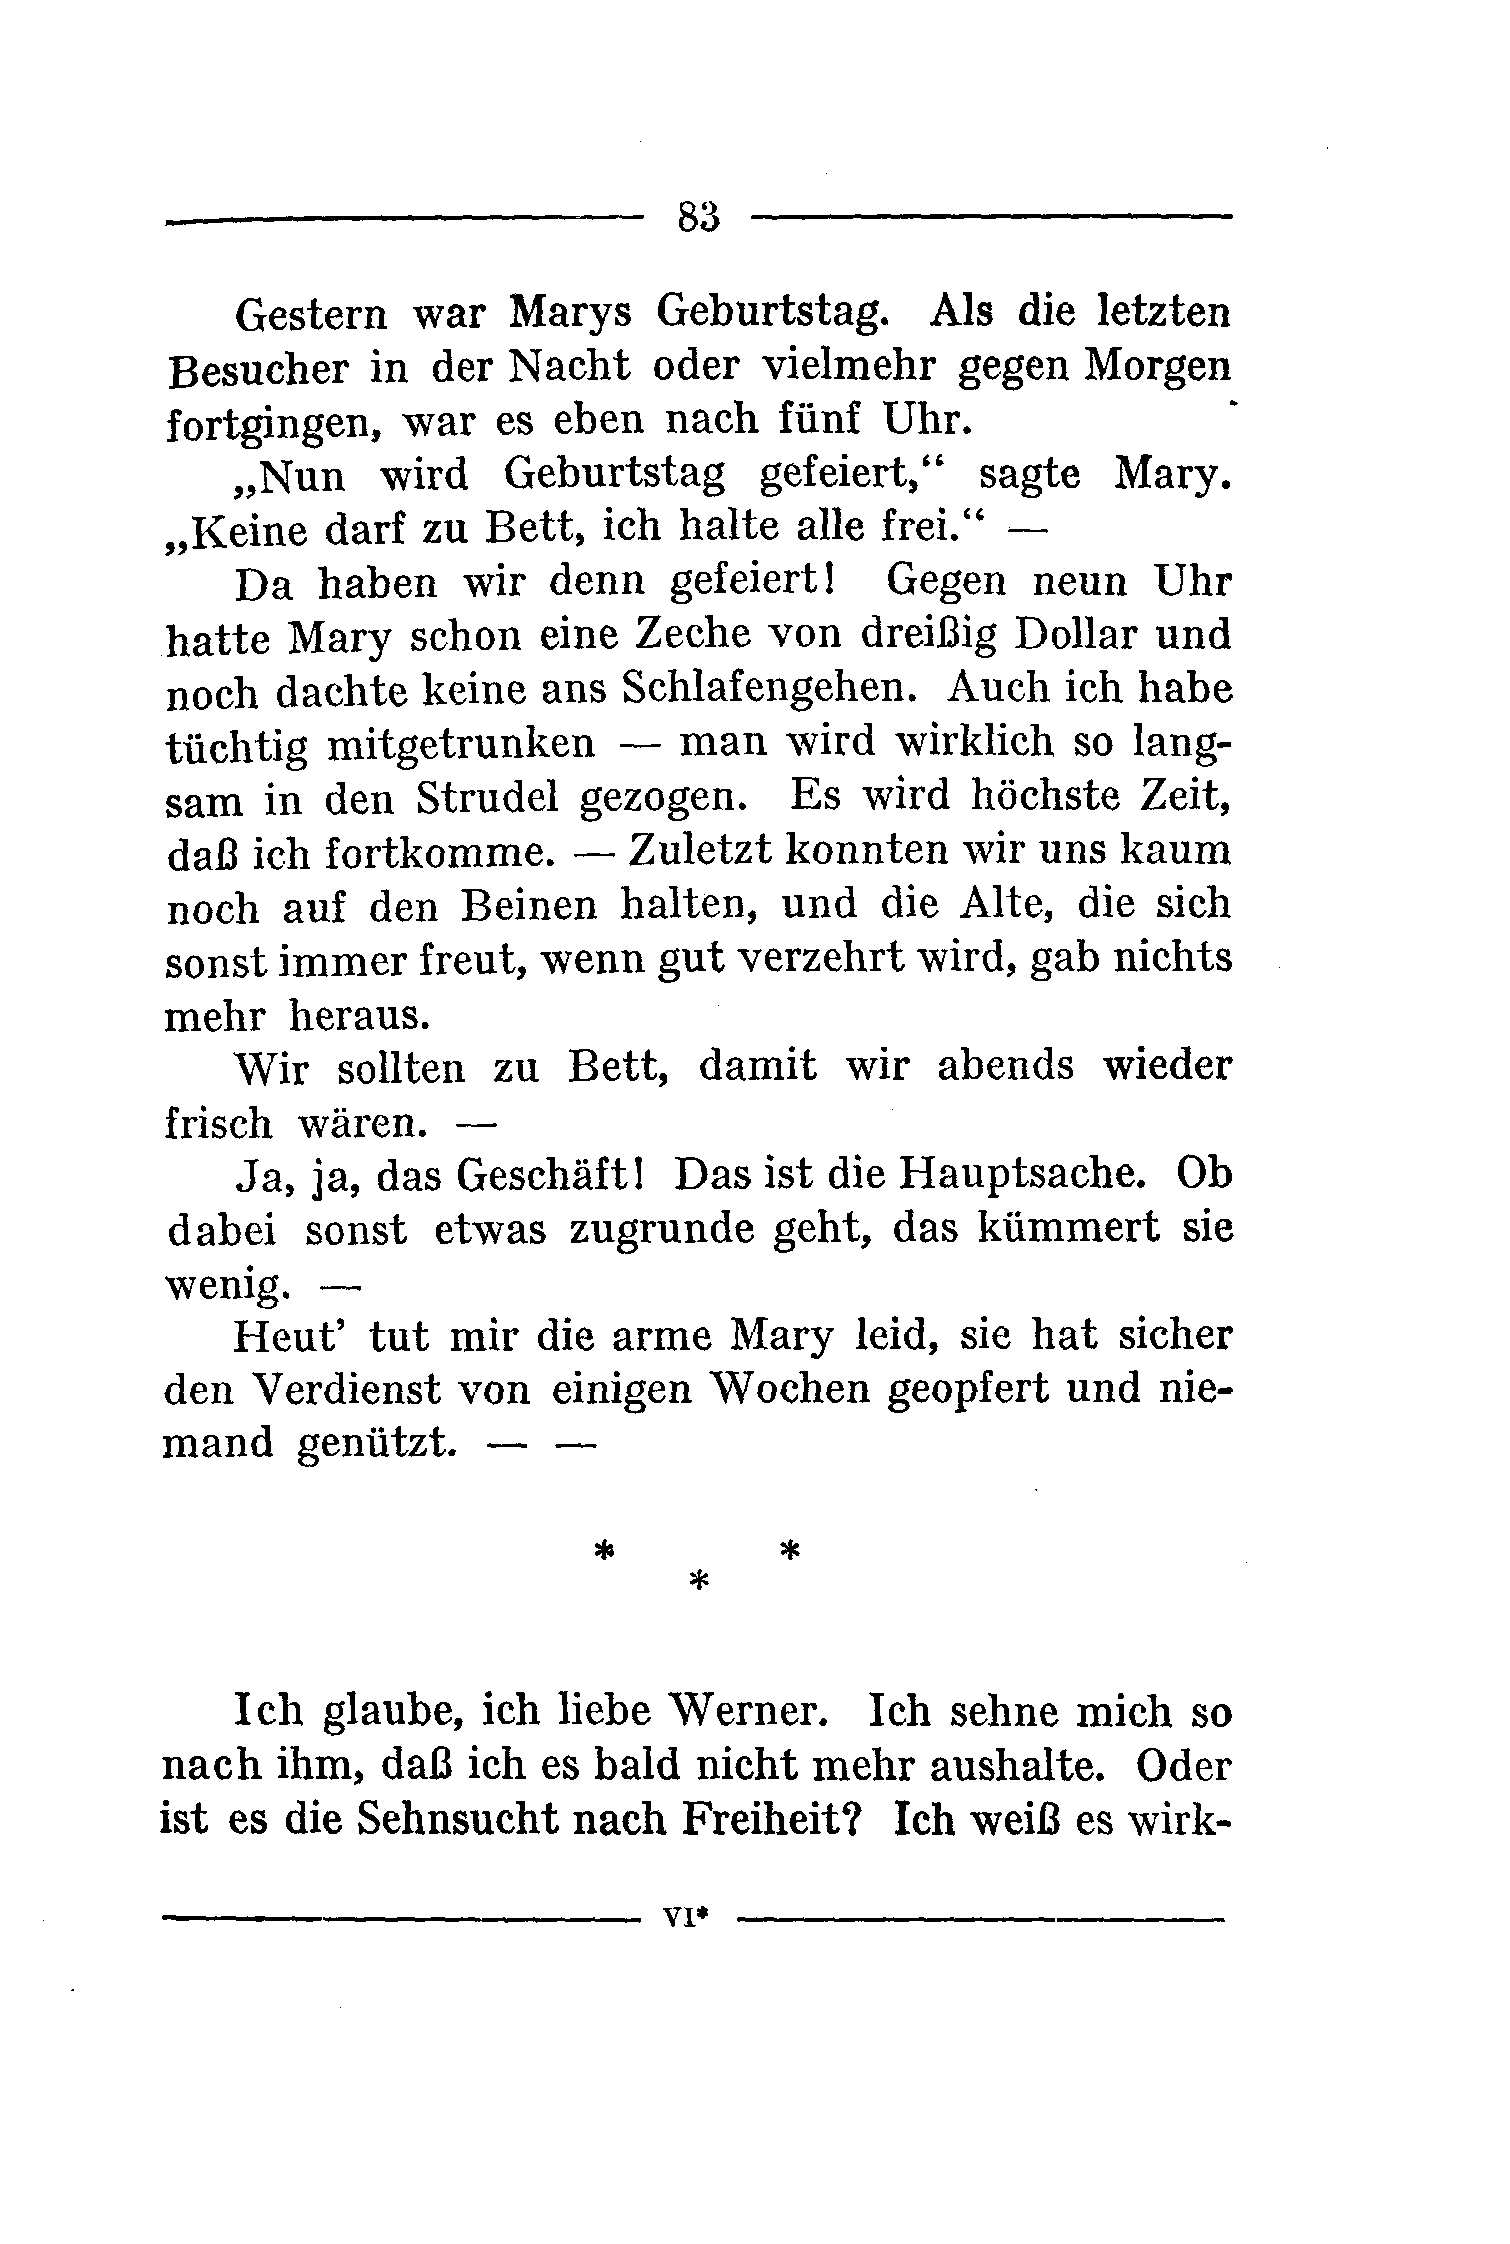 83
Gestern war Marys Geburtstag. Als die letzten
Besucher in der Nacht oder vielmehr gegen Morgen
fortgingen, war es eben nach fünf Uhr.
„Nun wird Geburtstag gefeiert,“ sagte Mary.
„Keine darf zu Bett, ich halte alle frei.“ —
Da haben wir denn gefeiert! Gegen neun Uhr
hatte Mary schon eine Zeche von dreißig Dollar und
noch dachte keine ans Schlafengehen. Auch ich habe
tüchtig mitgetrunken — man wird wirklich so lang-
sam in den Strudel gezogen. Es wird höchste Zeit,
daß ich fortkomme. — Zuletzt konnten wir uns kaum
noch auf den Beinen halten, und die Alte, die sich
sonst immer freut, wenn gut verzehrt wird, gab nichts
mehr heraus.
Wir sollten zu Bett, damit wir abends wieder
frisch wären. —
Ja, ja, das Geschäft! Das ist die Hauptsache. Ob
dabei sonst etwas zugrunde geht, das kümmert sie
wenig. —
Heut’ tut mir die arme Mary leid, sie hat sicher
den Verdienst von einigen Wochen geopfert und nie-
mand genützt. — —
* *
*
Ich glaube, ich liebe Werner. Ich sehne mich so
nach ihm, daß ich es bald nicht mehr aushalte. Oder
ist es die Sehnsucht nach Freiheit? Ich weiß es wirk-
VI*